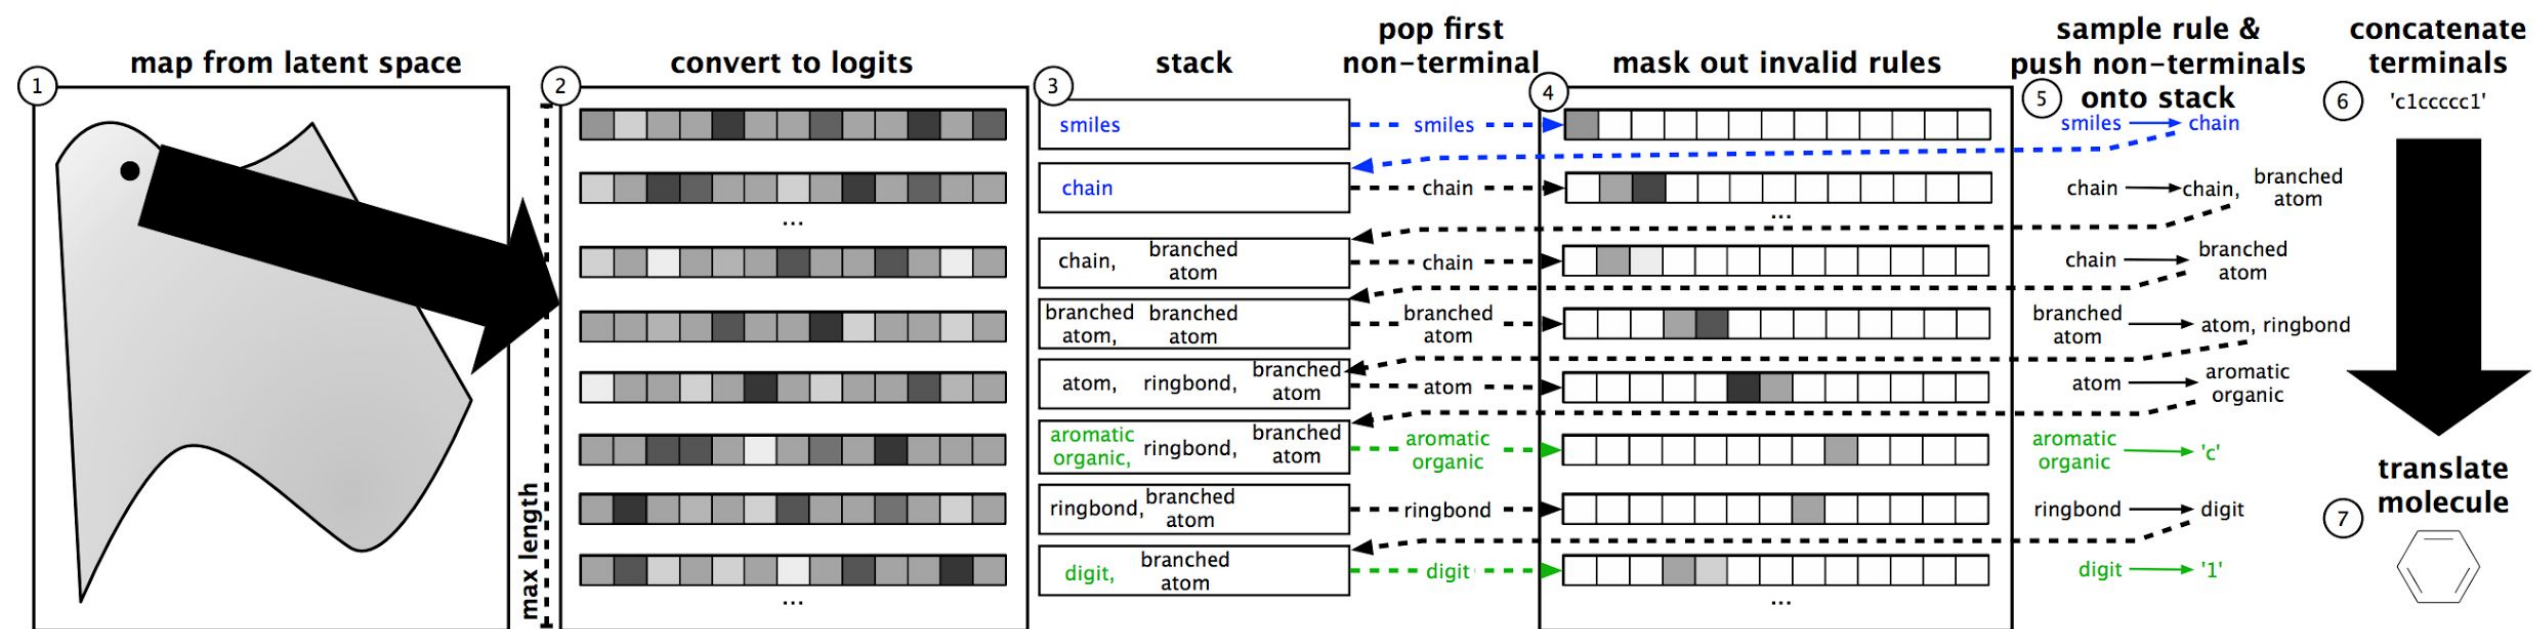 1
map from latent space
2
convert to logits
max length
...
...
3
stack
smiles
chain
chain, branched atom
branched atom, branched atom
atom, ringbond, branched atom
aromatic organic, ringbond, branched atom
ringbond, branched atom
digit, branched atom
pop first
non-terminal
smiles
chain
chain
branched
atom
atom
aromatic
organic
ringbond
digit
4
mask out invalid rules
...
...
5
sample rule &
push non-terminals
onto stack
smiles chain
chain chain, branched atom
chain branched atom
branched atom atom, ringbond
atom aromatic organic
aromatic organic 'c'
ringbond digit
digit '1'
6
concatenate
terminals
'c1ccccc1'
7
translate
molecule